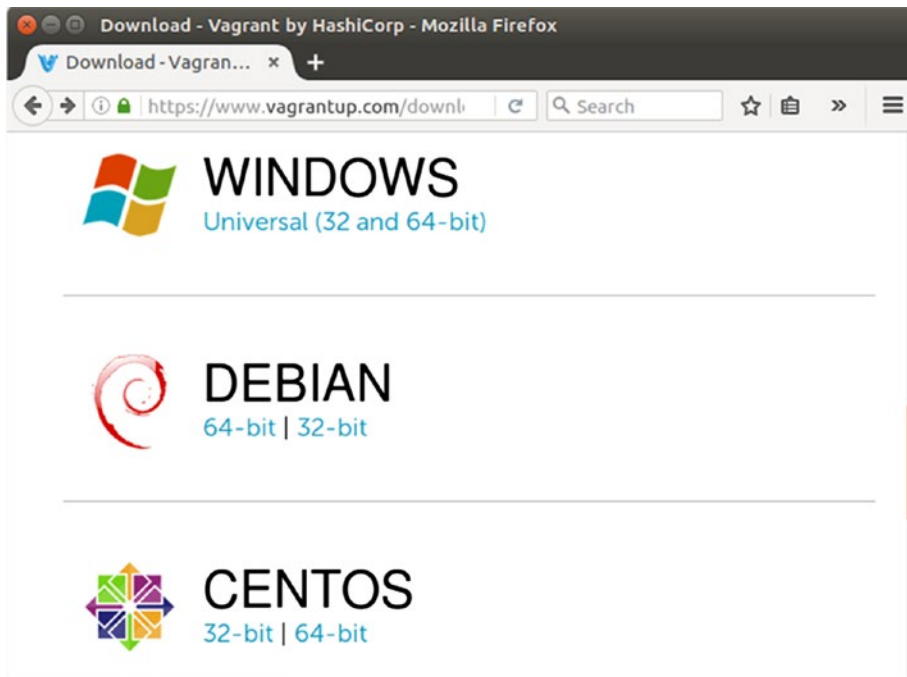 Download - Vagrant by HashiCorp - Mozilla Firefox
Download - Vagran...
https://www.vagrantup.com/downl
Search
WINDOWS
Universal (32 and 64-bit)
DEBIAN
64-bit | 32-bit
CENTOS
32-bit | 64-bit